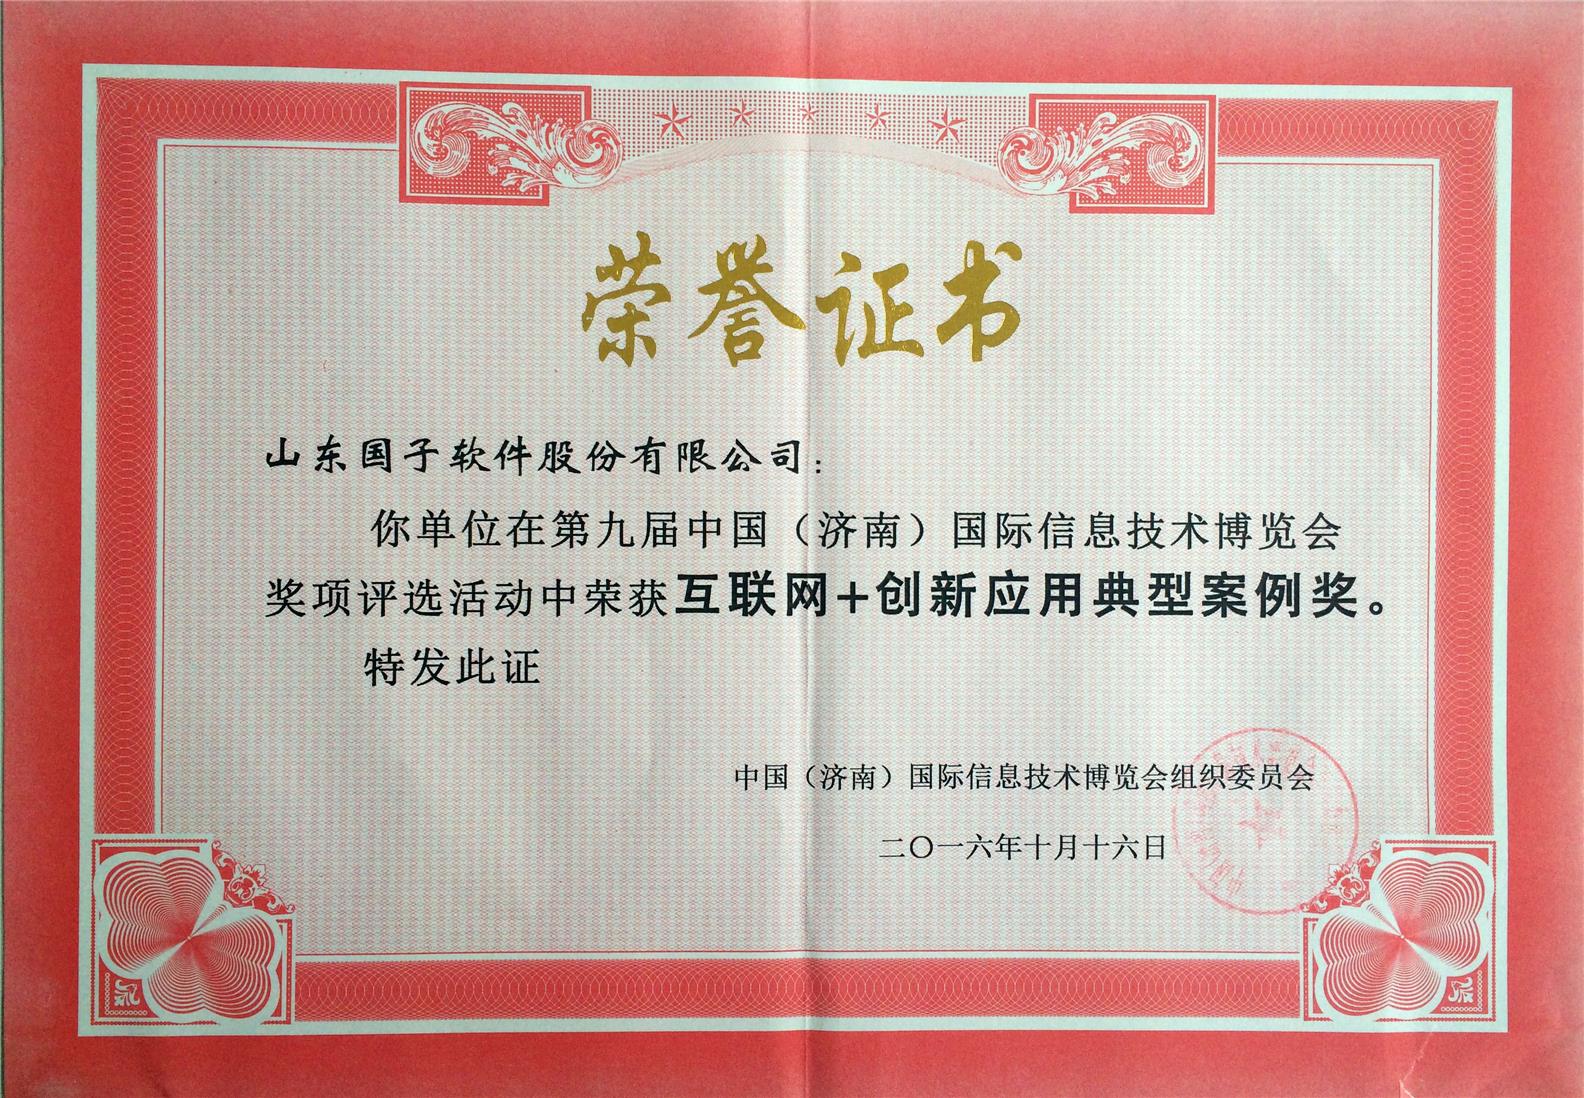 荣誉证书
山东国子软件股份有限公司：
你单位在第九届中国（济南）国际信息技术博览会
奖项评选活动中荣获互联网+创新应用典型案例奖。
特发此证
中国（济南）国际信息技术博览会组织委员会
二〇一六年十月十六日